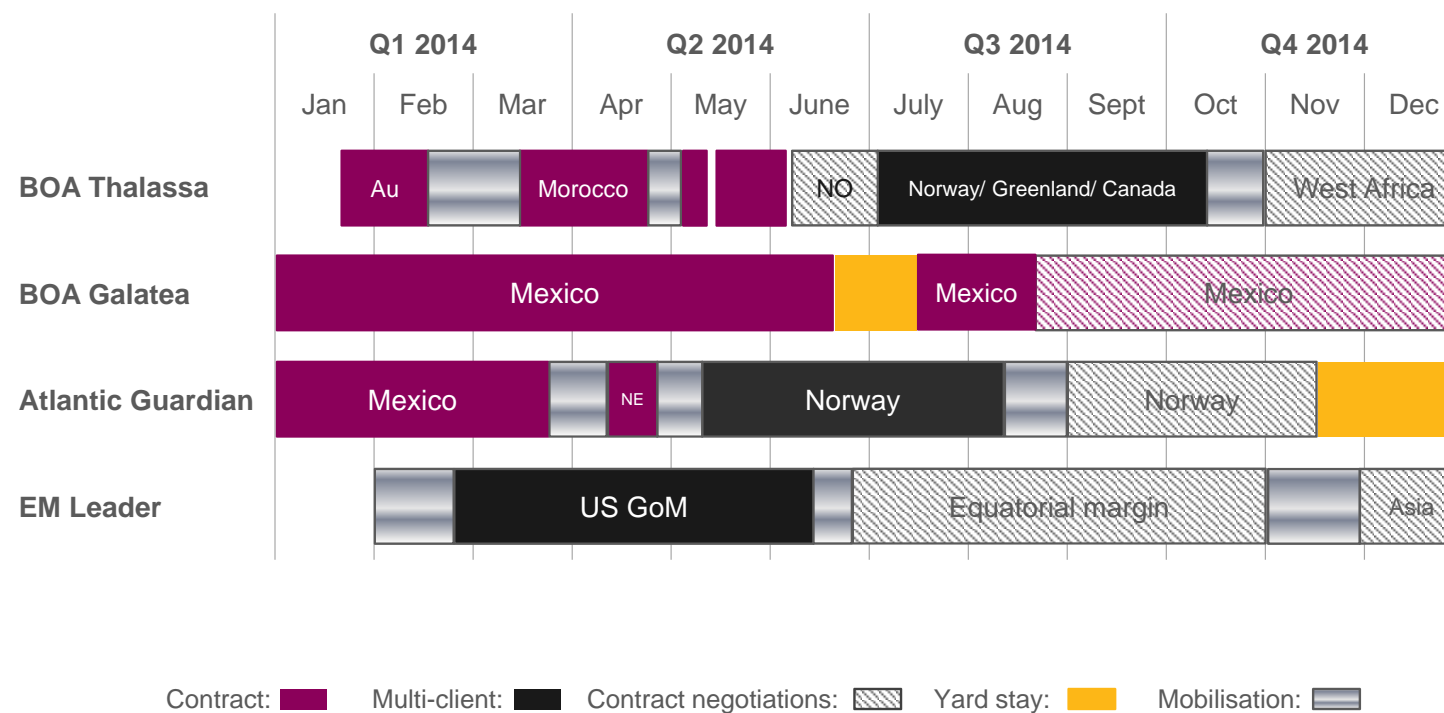 Q1 2014 Q2 2014 Q3 2014 Q4 2014
Jan Feb Mar Apr May June July Aug Sept Oct Nov Dec
BOA Thalassa Au Morocco NO Norway/ Greenland/ Canada West Africa
BOA Galatea Mexico Mexico Mexico
Atlantic Guardian Mexico NE Norway Norway
EM Leader US GoM Equatorial margin Asia
Contract: Multi-client: Contract negotiations: Yard stay: Mobilisation: